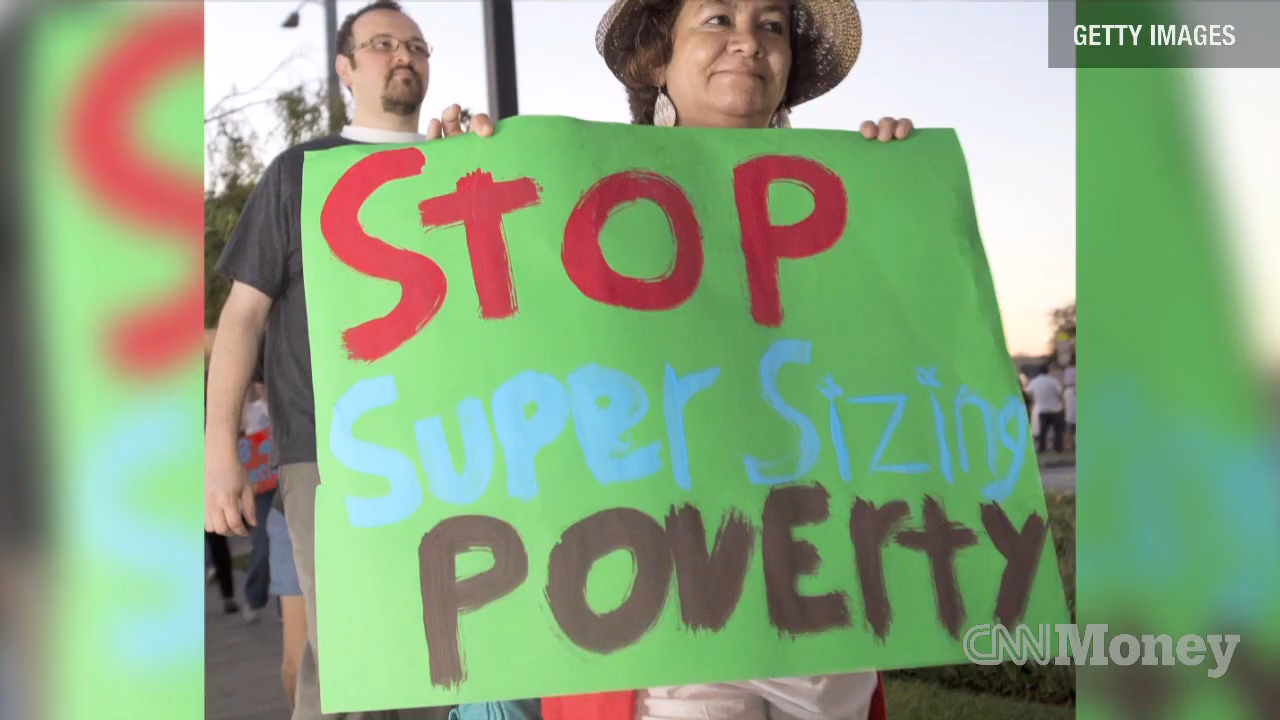 GETTY IMAGES
STOP
SUPer Sizing
POVErty
CNNMoney